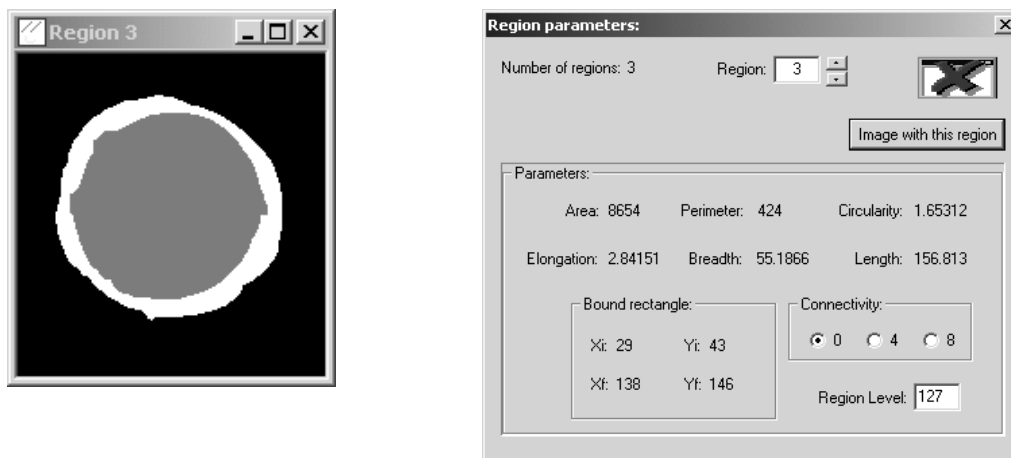 Region 3
Region parameters:
Number of regions: 3
Region: 3
Image with this region
Parameters:
Area: 8654 Perimeter: 424 Circularity: 1.65312
Elongation: 2.84151 Breadth: 55.1866 Length: 156.813
Bound rectangle:
Xi: 29 Yi: 43
Xf: 138 Yf: 146
Connectivity:
0 4 8
Region Level: 127